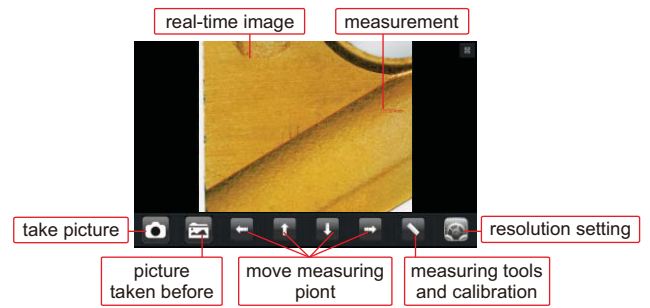 real-time image
measurement
take picture
resolution setting
picture
taken before
move measuring
piont
measuring tools
and calibration